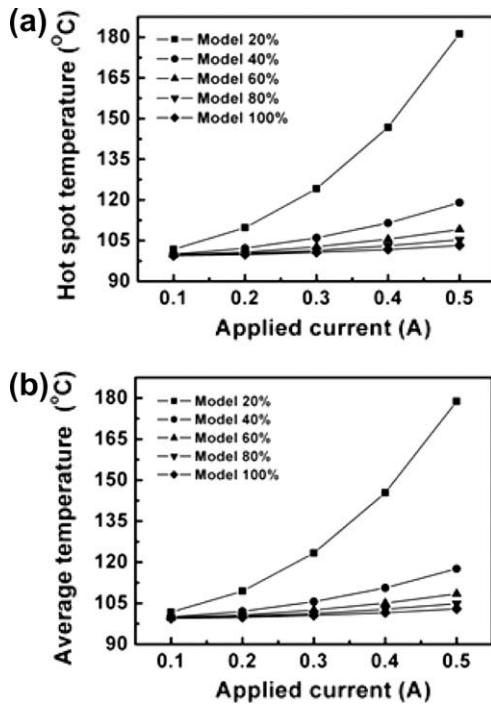 (a)
Hot spot temperature (°C)
180
165
150
135
120
105
90
Model 20%
Model 40%
Model 60%
Model 80%
Model 100%
0.1 0.2 0.3 0.4 0.5
Applied current (A)
(b)
Average temperature (°C)
180
165
150
135
120
105
90
Model 20%
Model 40%
Model 60%
Model 80%
Model 100%
0.1 0.2 0.3 0.4 0.5
Applied current (A)